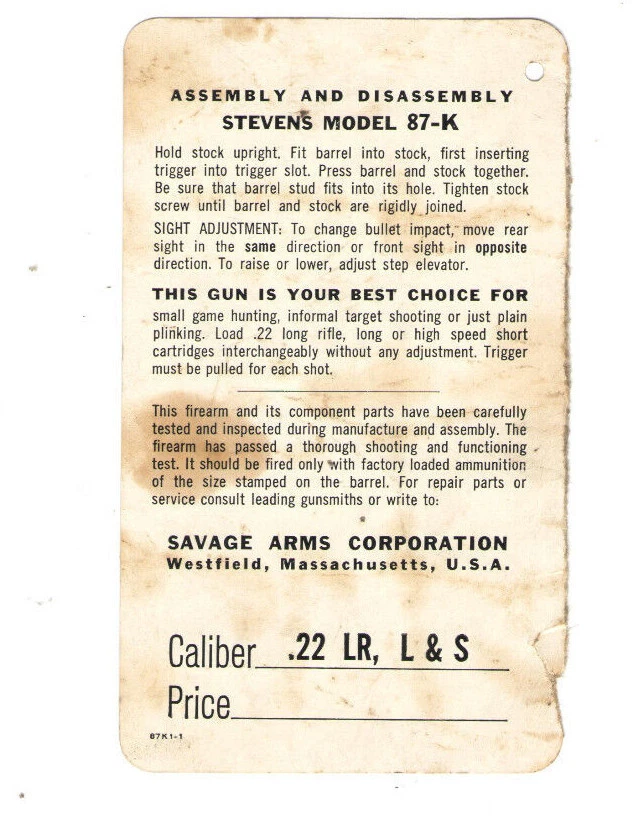 ASSEMBLY AND DISASSEMBLY
STEVENS MODEL 87-K
Hold stock upright. Fit barrel into stock, first inserting
trigger into trigger slot. Press barrel and stock together.
Be sure that barrel stud fits into its hole. Tighten stock
screw until barrel and stock are rigidly joined.
SIGHT ADJUSTMENT: To change bullet impact, move rear
sight in the same direction or front sight in opposite
direction. To raise or lower, adjust step elevator.
THIS GUN IS YOUR BEST CHOICE FOR
small game hunting, informal target shooting or just plain
plinking. Load .22 long rifle, long or high speed short
cartridges interchangeably without any adjustment. Trigger
must be pulled for each shot.
This firearm and its component parts have been carefully
tested and inspected during manufacture and assembly. The
firearm has passed a thorough shooting and functioning
test. It should be fired only with factory loaded ammunition
of the size stamped on the barrel. For repair parts or
service consult leading gunsmiths or write to:
SAVAGE ARMS CORPORATION
Westfield, Massachusetts, U.S.A.
Caliber .22 LR, L & S
Price
87K1-1